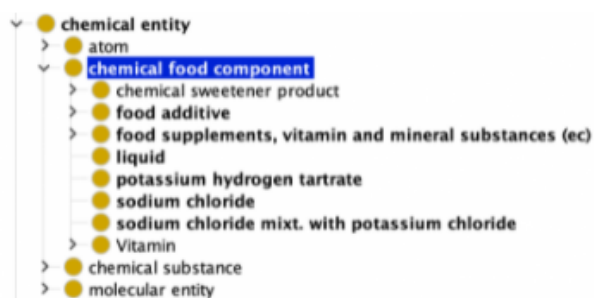 chemical entity
atom
chemical food component
chemical sweetener product
food additive
food supplements, vitamin and mineral substances (ec)
liquid
potassium hydrogen tartrate
sodium chloride
sodium chloride mixt. with potassium chloride
Vitamin
chemical substance
molecular entity